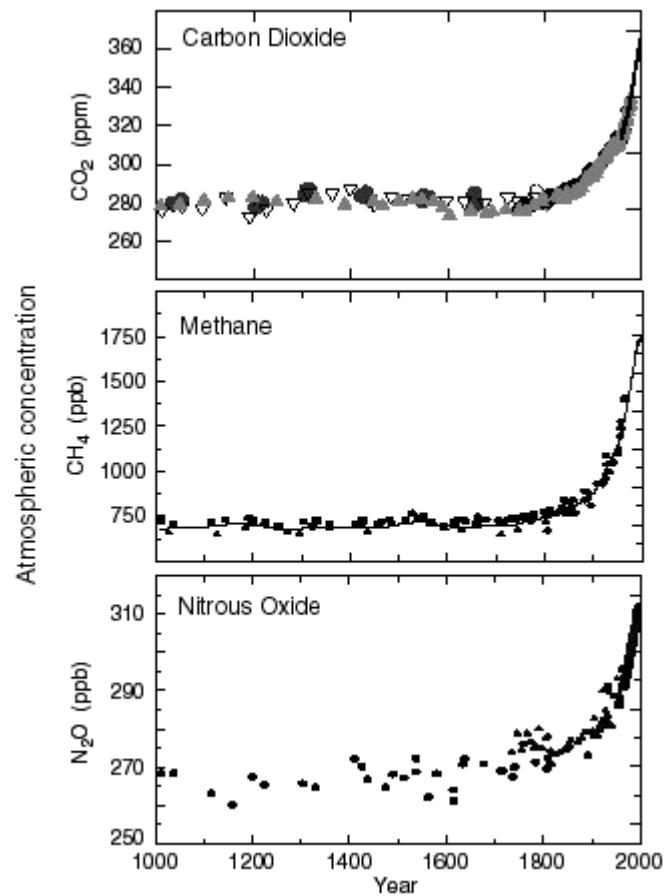 Carbon Dioxide
360
340
320
300
280
260
CO₂ (ppm)
Atmospheric concentration
Methane
1750
1500
1250
1000
750
CH₄ (ppb)
Nitrous Oxide
310
290
270
250
N₂O (ppb)
1000 1200 1400 1600 1800 2000
Year